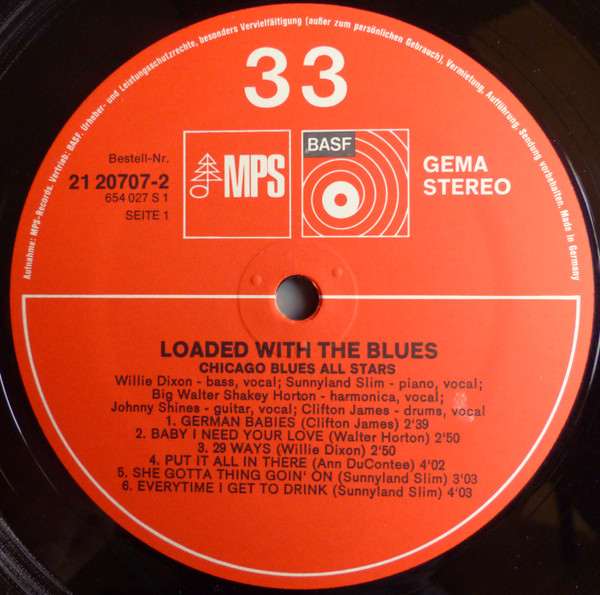 Aufnahme: MPS-Records. Vertrieb: BASF. Urheber- und Leistungsschutzrechte, besonders Vervielfältigung (außer zum persönlichen Gebrauch), Vermietung, Aufführung, Sendung vorbehalten. Made in Germany
33
Bestell-Nr.
21 20707-2
654 027 S 1
SEITE 1
MPS
BASF
GEMA
STEREO
LOADED WITH THE BLUES
CHICAGO BLUES ALL STARS
Willie Dixon - bass, vocal; Sunnyland Slim - piano, vocal;
Big Walter Shakey Horton - harmonica, vocal;
Johnny Shines - guitar, vocal; Clifton James - drums, vocal
1. GERMAN BABIES (Clifton James) 2'39
2. BABY I NEED YOUR LOVE (Walter Horton) 2'50
3. 29 WAYS (Willie Dixon) 2'50
4. PUT IT ALL IN THERE (Ann DuContee) 4'02
5. SHE GOTTA THING GOIN' ON (Sunnyland Slim) 3'03
6. EVERYTIME I GET TO DRINK (Sunnyland Slim) 4'03